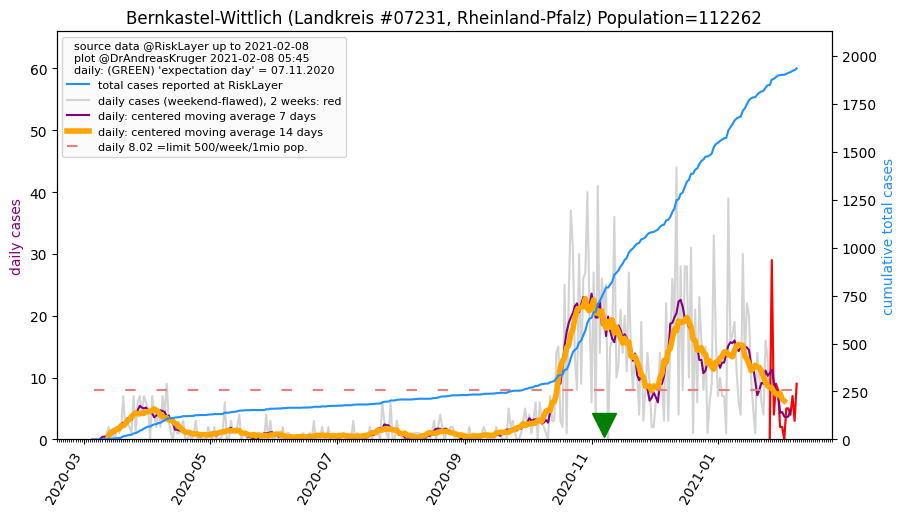 Bernkastel-Wittlich (Landkreis #07231, Rheinland-Pfalz) Population=112262
source data @RiskLayer up to 2021-02-08
plot @DrAndreasKruger 2021-02-08 05:45
daily: (GREEN) 'expectation day' = 07.11.2020
total cases reported at RiskLayer
daily cases (weekend-flawed), 2 weeks: red
daily: centered moving average 7 days
daily: centered moving average 14 days
daily 8.02 =limit 500/week/1mio pop.
daily cases
60
50
40
30
20
10
0
cumulative total cases
2000
1750
1500
1250
1000
750
500
250
0
2020-03
2020-05
2020-07
2020-09
2020-11
2021-01